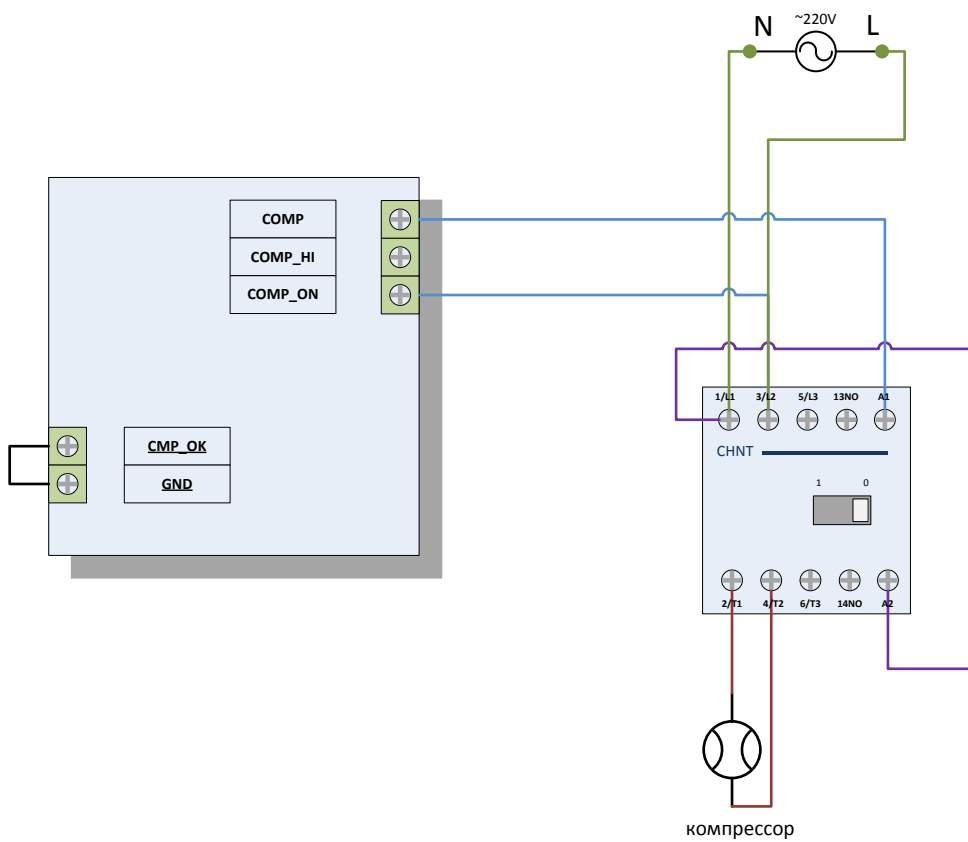 N ~220V L
COMP
COMP_HI
COMP_ON
1/L1 3/L2 5/L3 13NO A1
CHNT
CMP_OK
GND
1 0
2/T1 4/T2 6/T3 14NO A2
компрессор